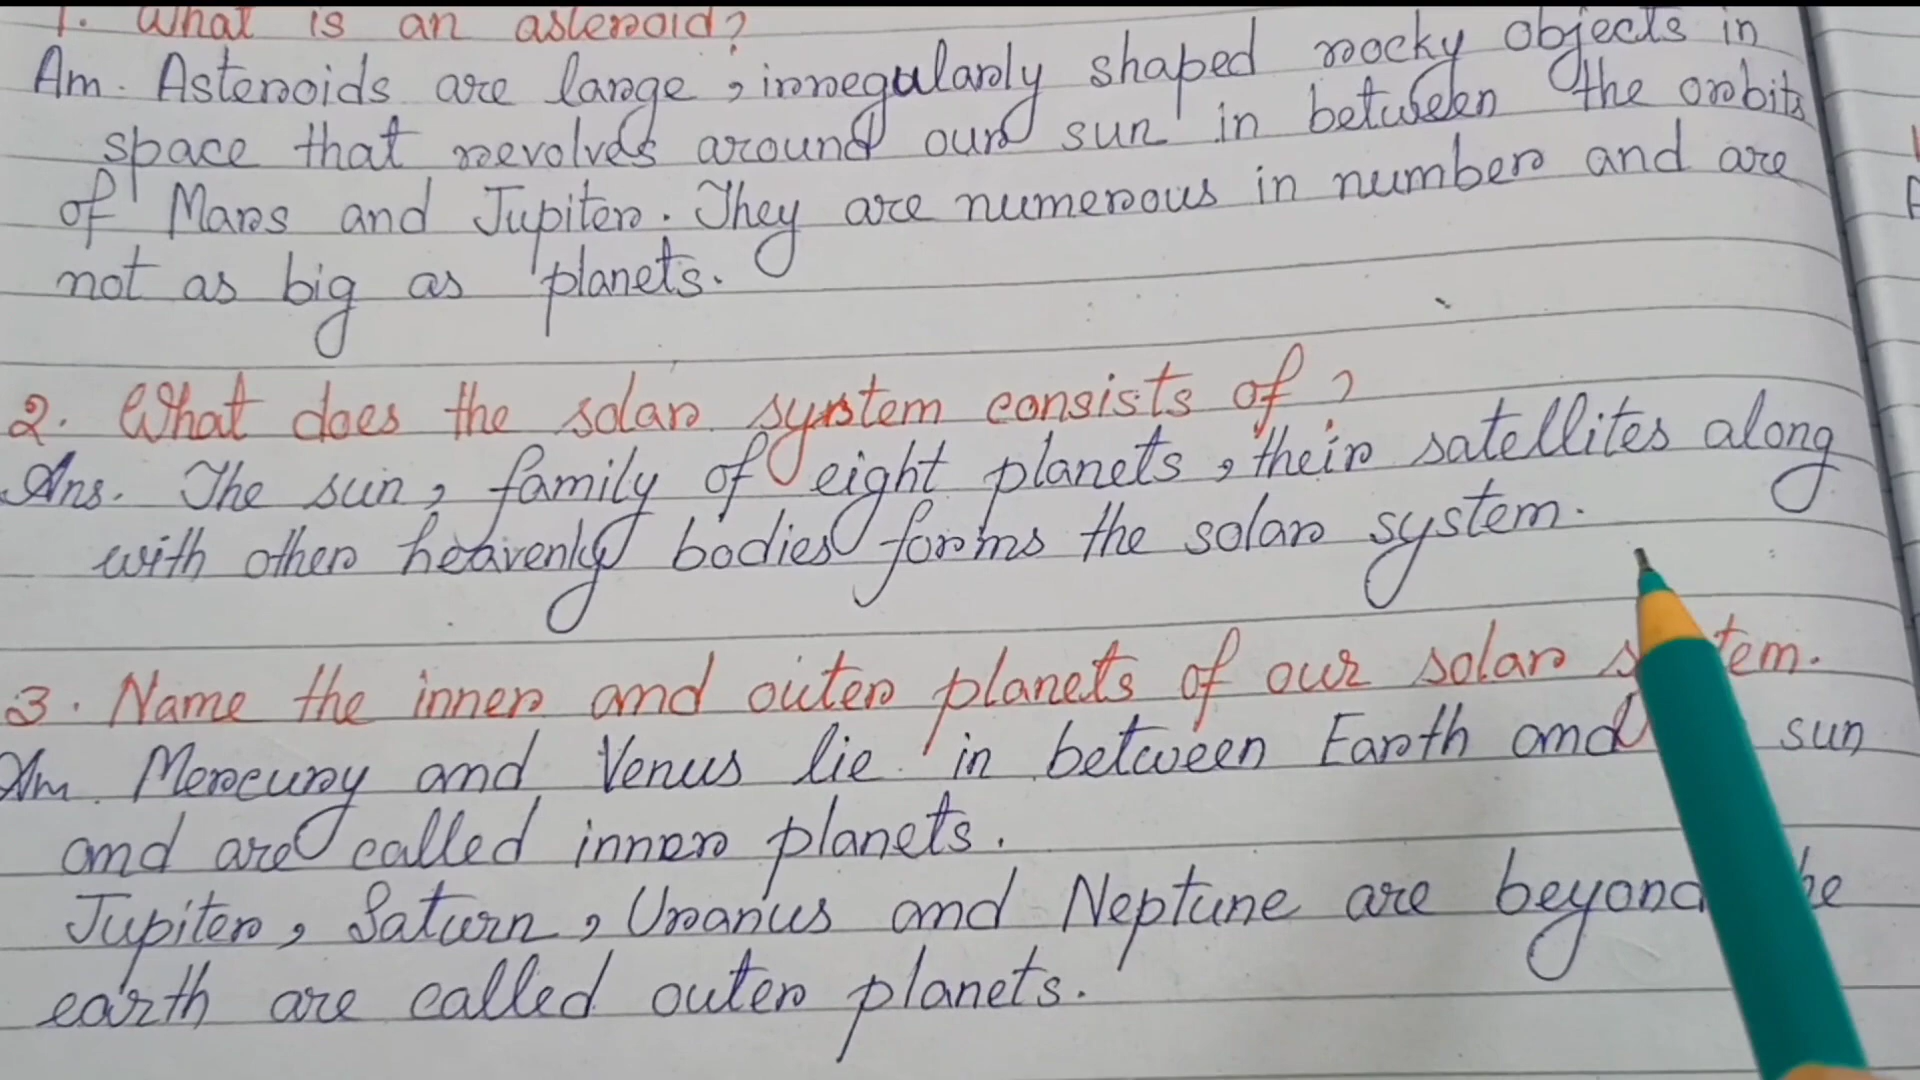 1. What is an asteroid?
Ans. Asteroids are large, irregularly shaped rocky objects in
space that revolves around our sun in between the orbits
of Mars and Jupiter. They are numerous in number and are
not as big as planets.
2. What does the solar system consists of?
Ans. The sun, family of eight planets, their satellites along
with other heavenly bodies forms the solar system.
3. Name the inner and outer planets of our solar system.
Ans. Mercury and Venus lie in between Earth and sun
and are called inner planets.
Jupiter, Saturn, Uranus and Neptune are beyond the
earth are called outer planets.